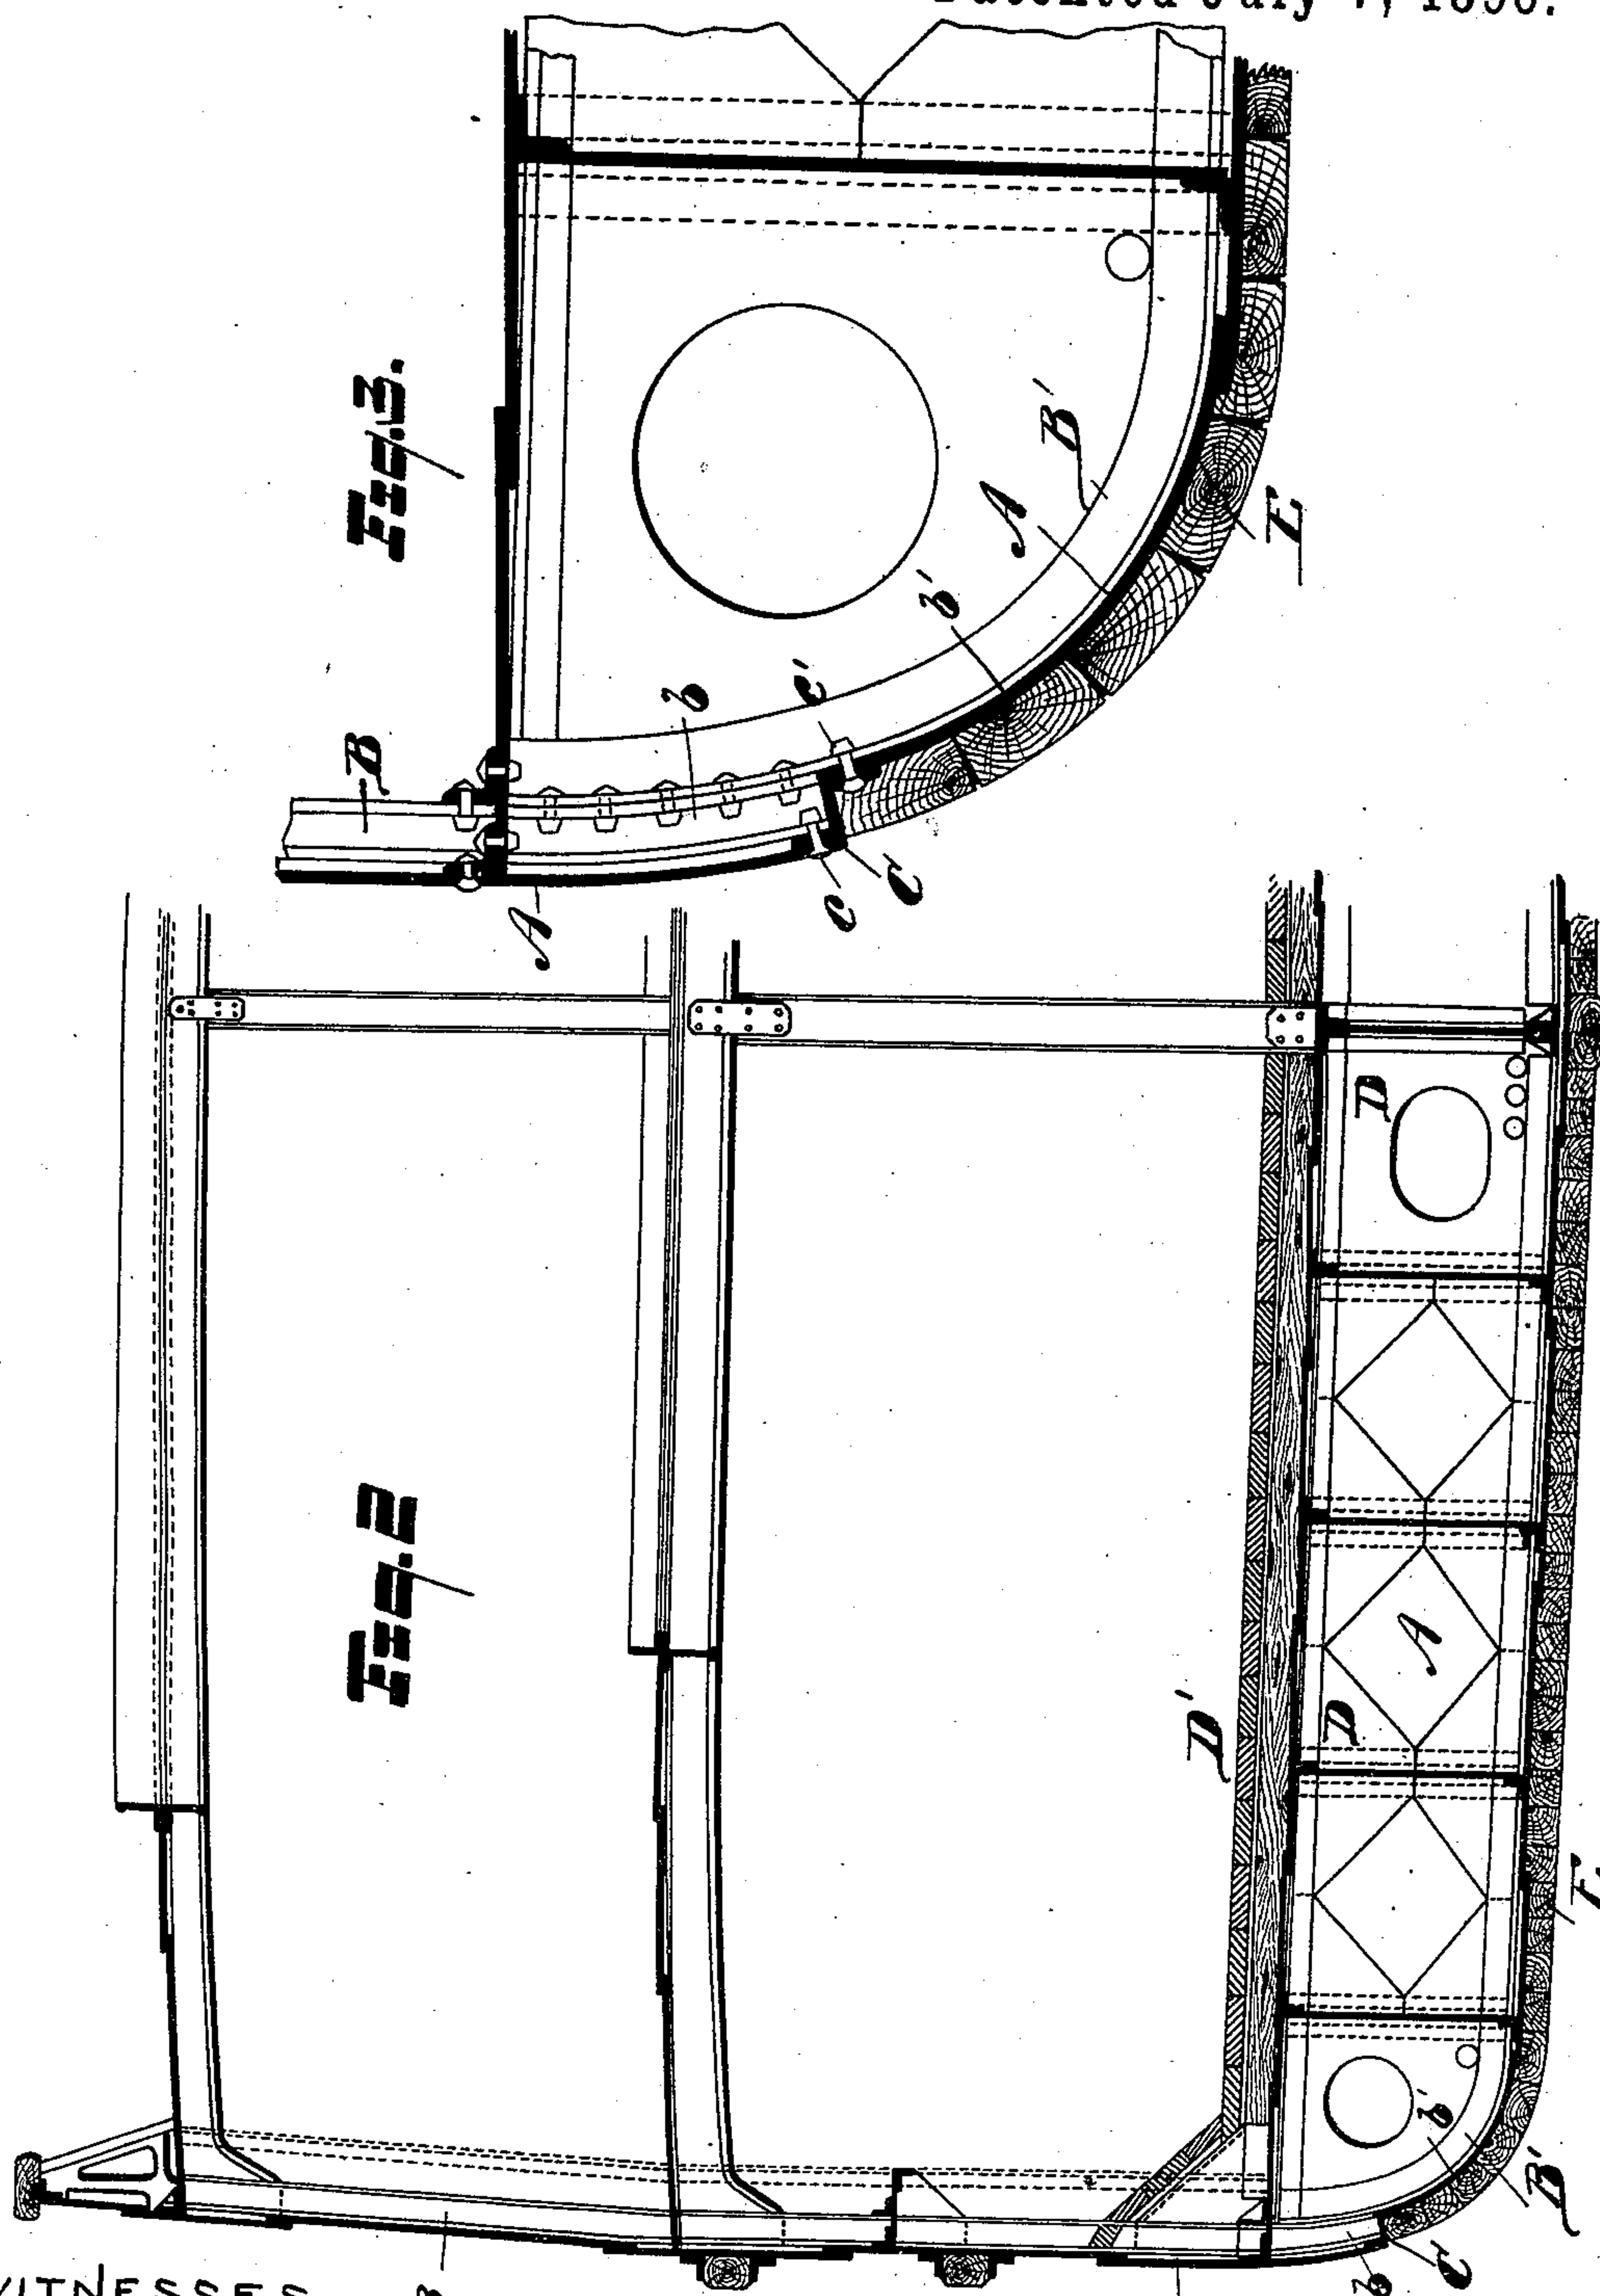 Patented July 7, 1896.
Fig. 3.
B
A
b
c'
c
C
b'
A
B'
E
Fig. 2
D'
D
D
A
b'
B'
C
b
E
WITNESSES
B